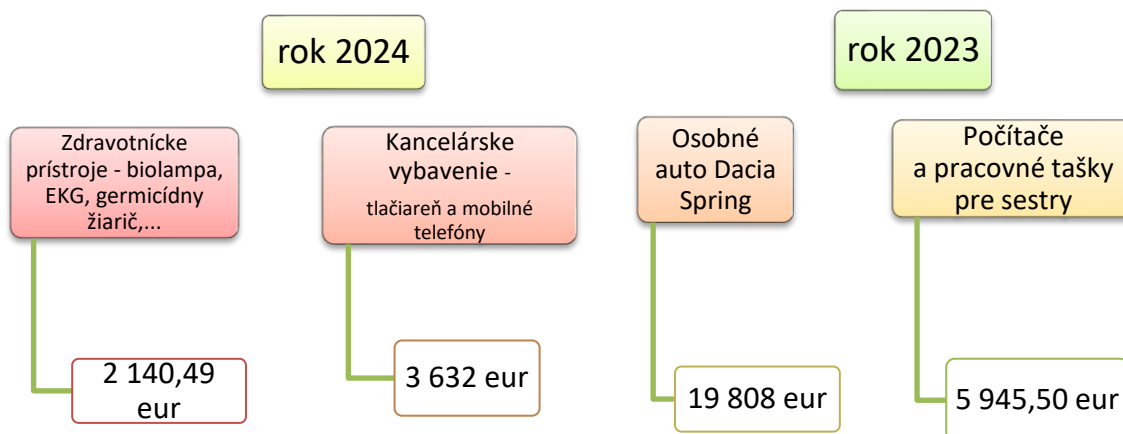 rok 2024
rok 2023
Zdravotnícke
prístroje - biolampa,
EKG, germicídny
žiarič,...
Kancelárske
vybavenie -
tlačiareň a mobilné
telefóny
Osobné
auto Dacia
Spring
Počítače
a pracovné tašky
pre sestry
2 140,49
eur
3 632 eur
19 808 eur
5 945,50 eur